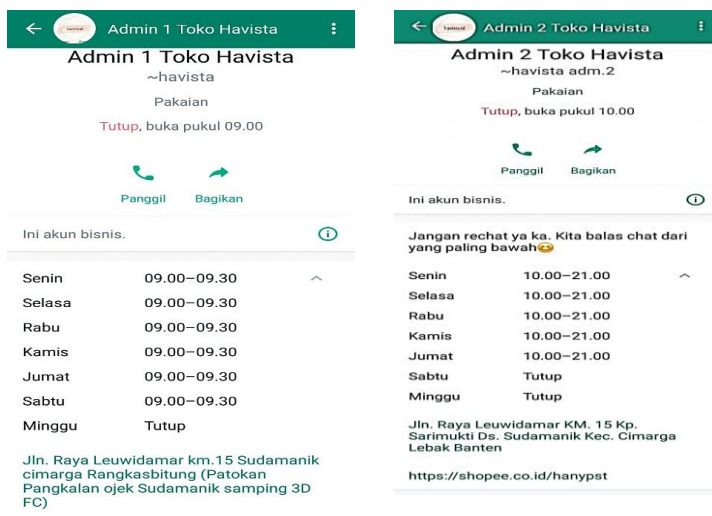 Admin 1 Toko Havista
Admin 1 Toko Havista
~havista
Pakaian
Tutup, buka pukul 09.00
Panggil Bagikan
Ini akun bisnis.
Senin 09.00–09.30
Selasa 09.00–09.30
Rabu 09.00–09.30
Kamis 09.00–09.30
Jumat 09.00–09.30
Sabtu 09.00–09.30
Minggu Tutup
Jln. Raya Leuwidamar km.15 Sudamanik
cimarga Rangkasbitung (Patokan
Pangkalan ojek Sudamanik samping 3D
FC)
Admin 2 Toko Havista
Admin 2 Toko Havista
~havista adm.2
Pakaian
Tutup, buka pukul 10.00
Panggil Bagikan
Ini akun bisnis.
Jangan rechat ya ka. Kita balas chat dari
yang paling bawah😊
Senin 10.00–21.00
Selasa 10.00–21.00
Rabu 10.00–21.00
Kamis 10.00–21.00
Jumat 10.00–21.00
Sabtu Tutup
Minggu Tutup
Jln. Raya Leuwidamar KM. 15 Kp.
Sarimukti Ds. Sudamanik Kec. Cimarga
Lebak Banten
https://shopee.co.id/hanypst